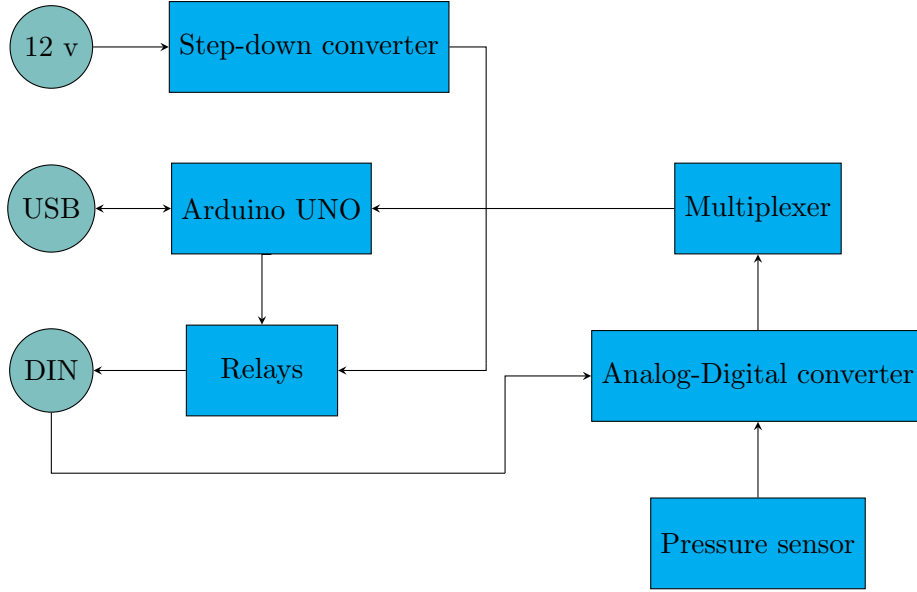 12 v
Step-down converter
USB
Arduino UNO
Multiplexer
DIN
Relays
Analog-Digital converter
Pressure sensor